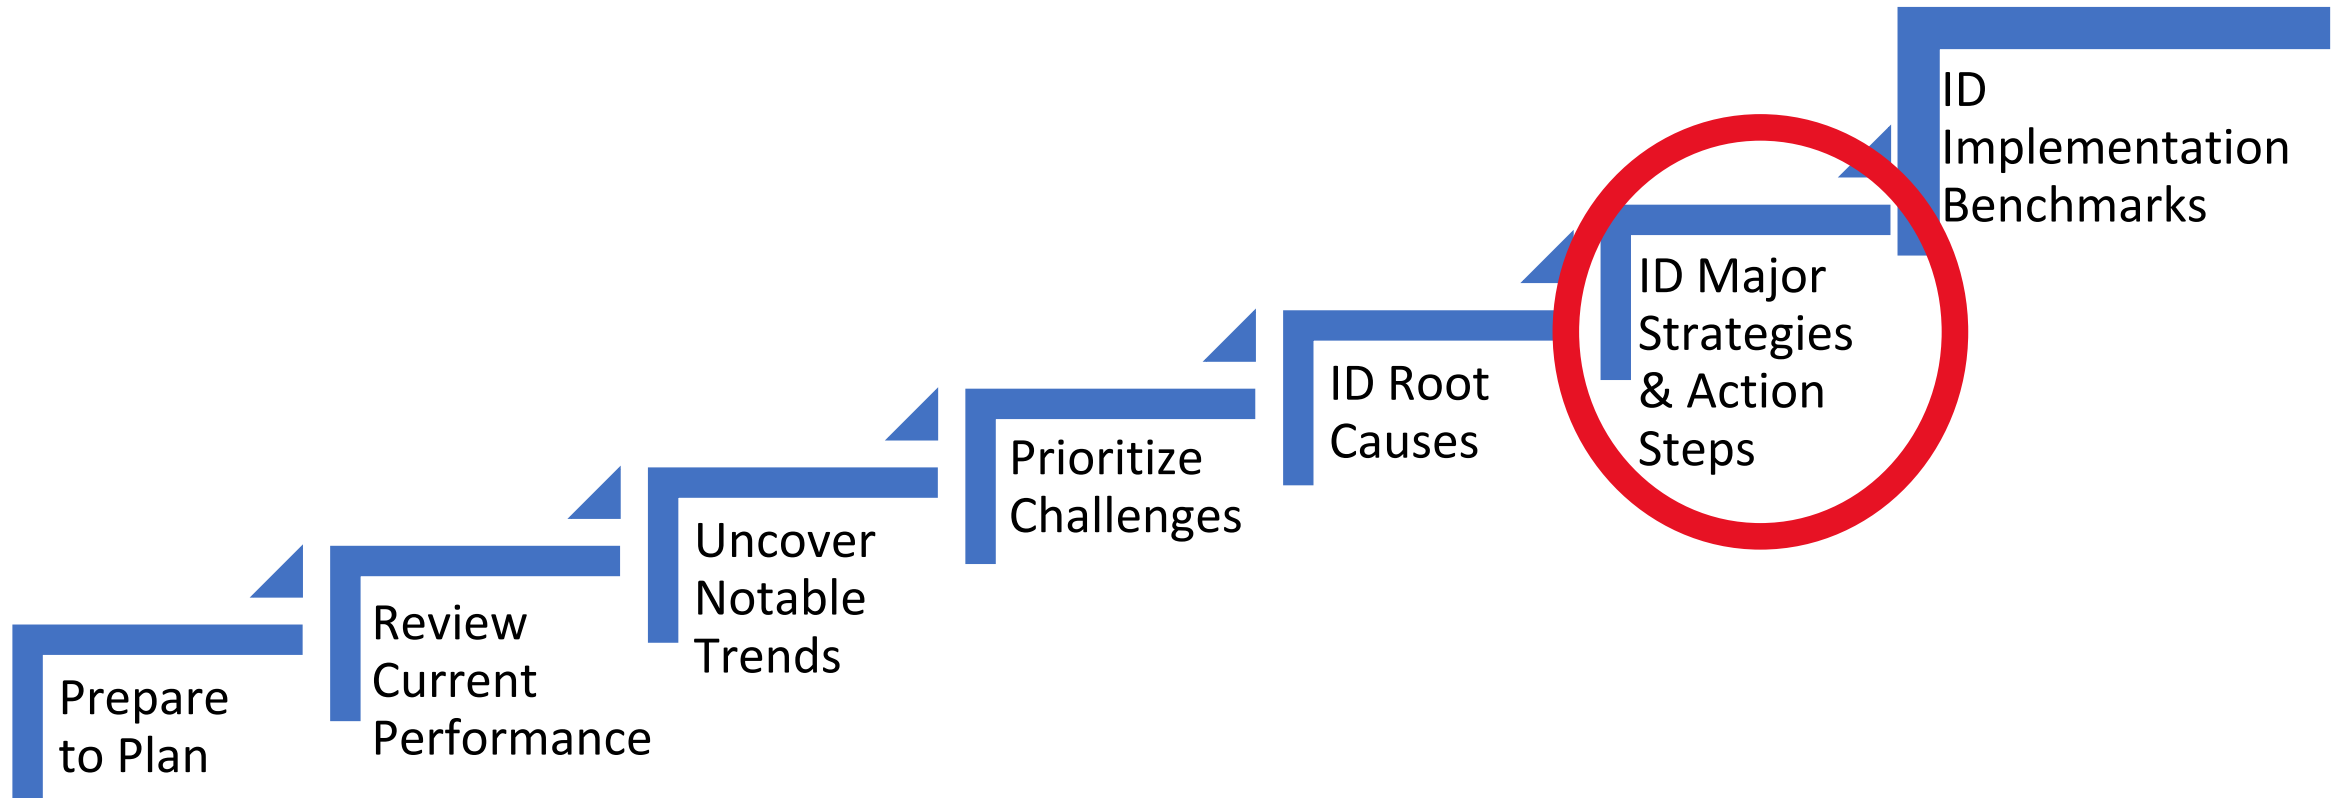 Prepare
to Plan
Review
Current
Performance
Uncover
Notable
Trends
Prioritize
Challenges
ID Root
Causes
ID Major
Strategies
& Action
Steps
ID
Implementation
Benchmarks